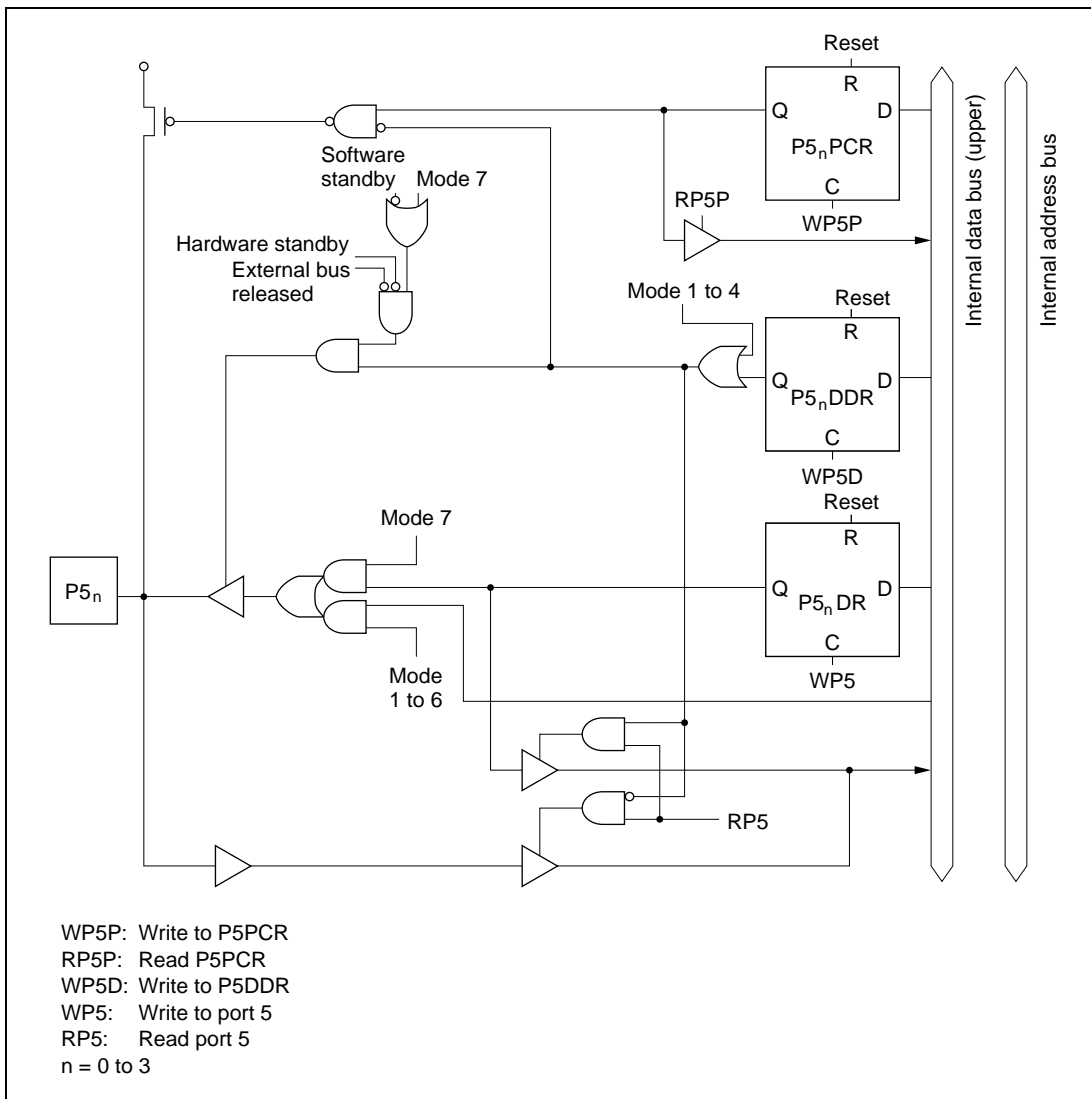 Reset
R
Q D
P5nPCR
C
WP5P
RP5P
Software
standby
Mode 7
Hardware standby
External bus
released
Mode 1 to 4
Reset
R
Q D
P5nDDR
C
WP5D
Reset
R
Q D
P5nDR
C
WP5
Mode 7
P5n
Mode
1 to 6
RP5
Internal data bus (upper)
Internal address bus
WP5P: Write to P5PCR
RP5P: Read P5PCR
WP5D: Write to P5DDR
WP5: Write to port 5
RP5: Read port 5
n = 0 to 3